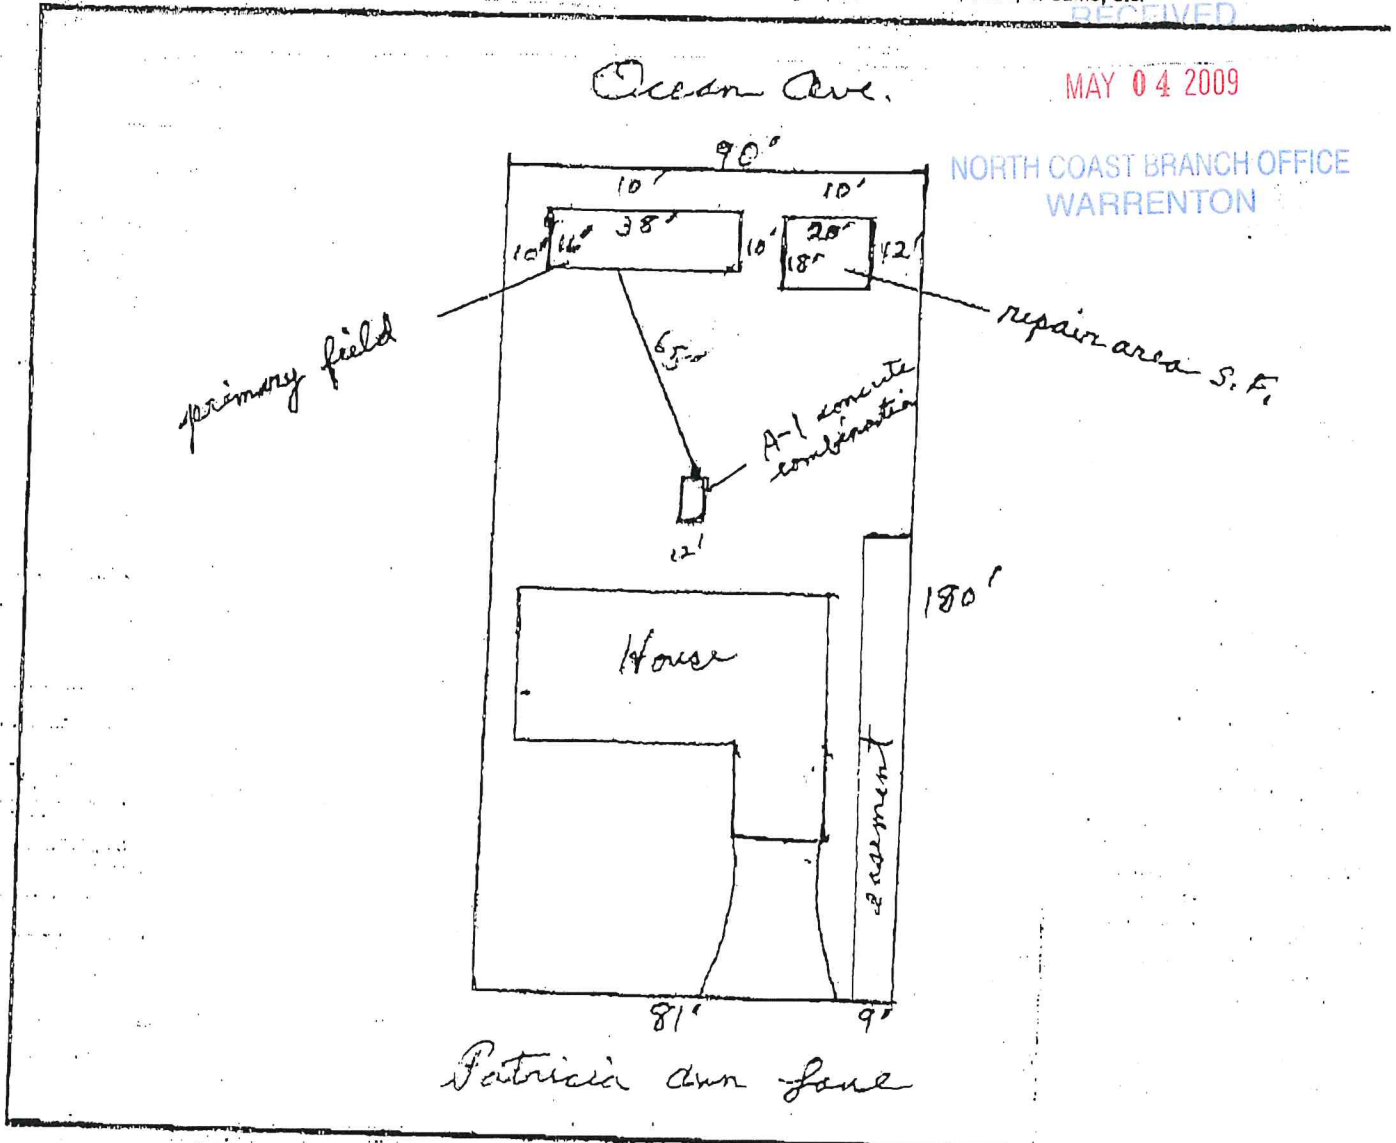 RECEIVED
MAY 04 2009
NORTH COAST BRANCH OFFICE
WARRENTON
Ocean Ave.
90'
10'
10'
38'
10'
16'
10'
20'
18'
12'
primary field
65
repair area S.F.
A-1 concrete
combination
12'
180'
House
easement
81'
9'
Patricia Ann Lane